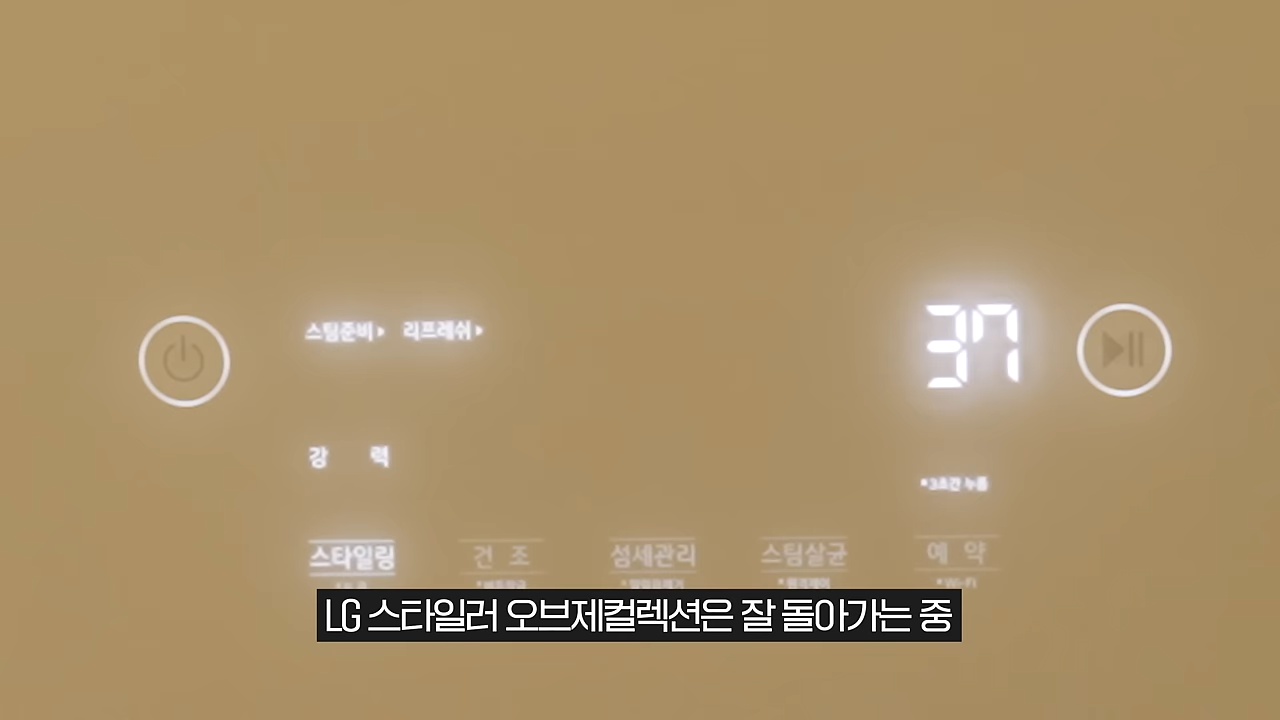 스팀준비▸ 리프레쉬▸
37
강 력
*3초간 누름
스타일링 건 조 섬세관리 스팀살균 예 약
*Wi-Fi
LG 스타일러 오브제컬렉션은 잘 돌아가는 중